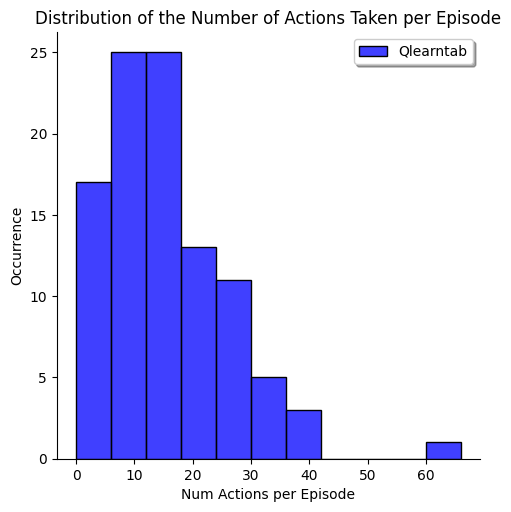 Distribution of the Number of Actions Taken per Episode
Qlearntab
25
20
15
10
5
0
Occurrence
0 10 20 30 40 50 60
Num Actions per Episode